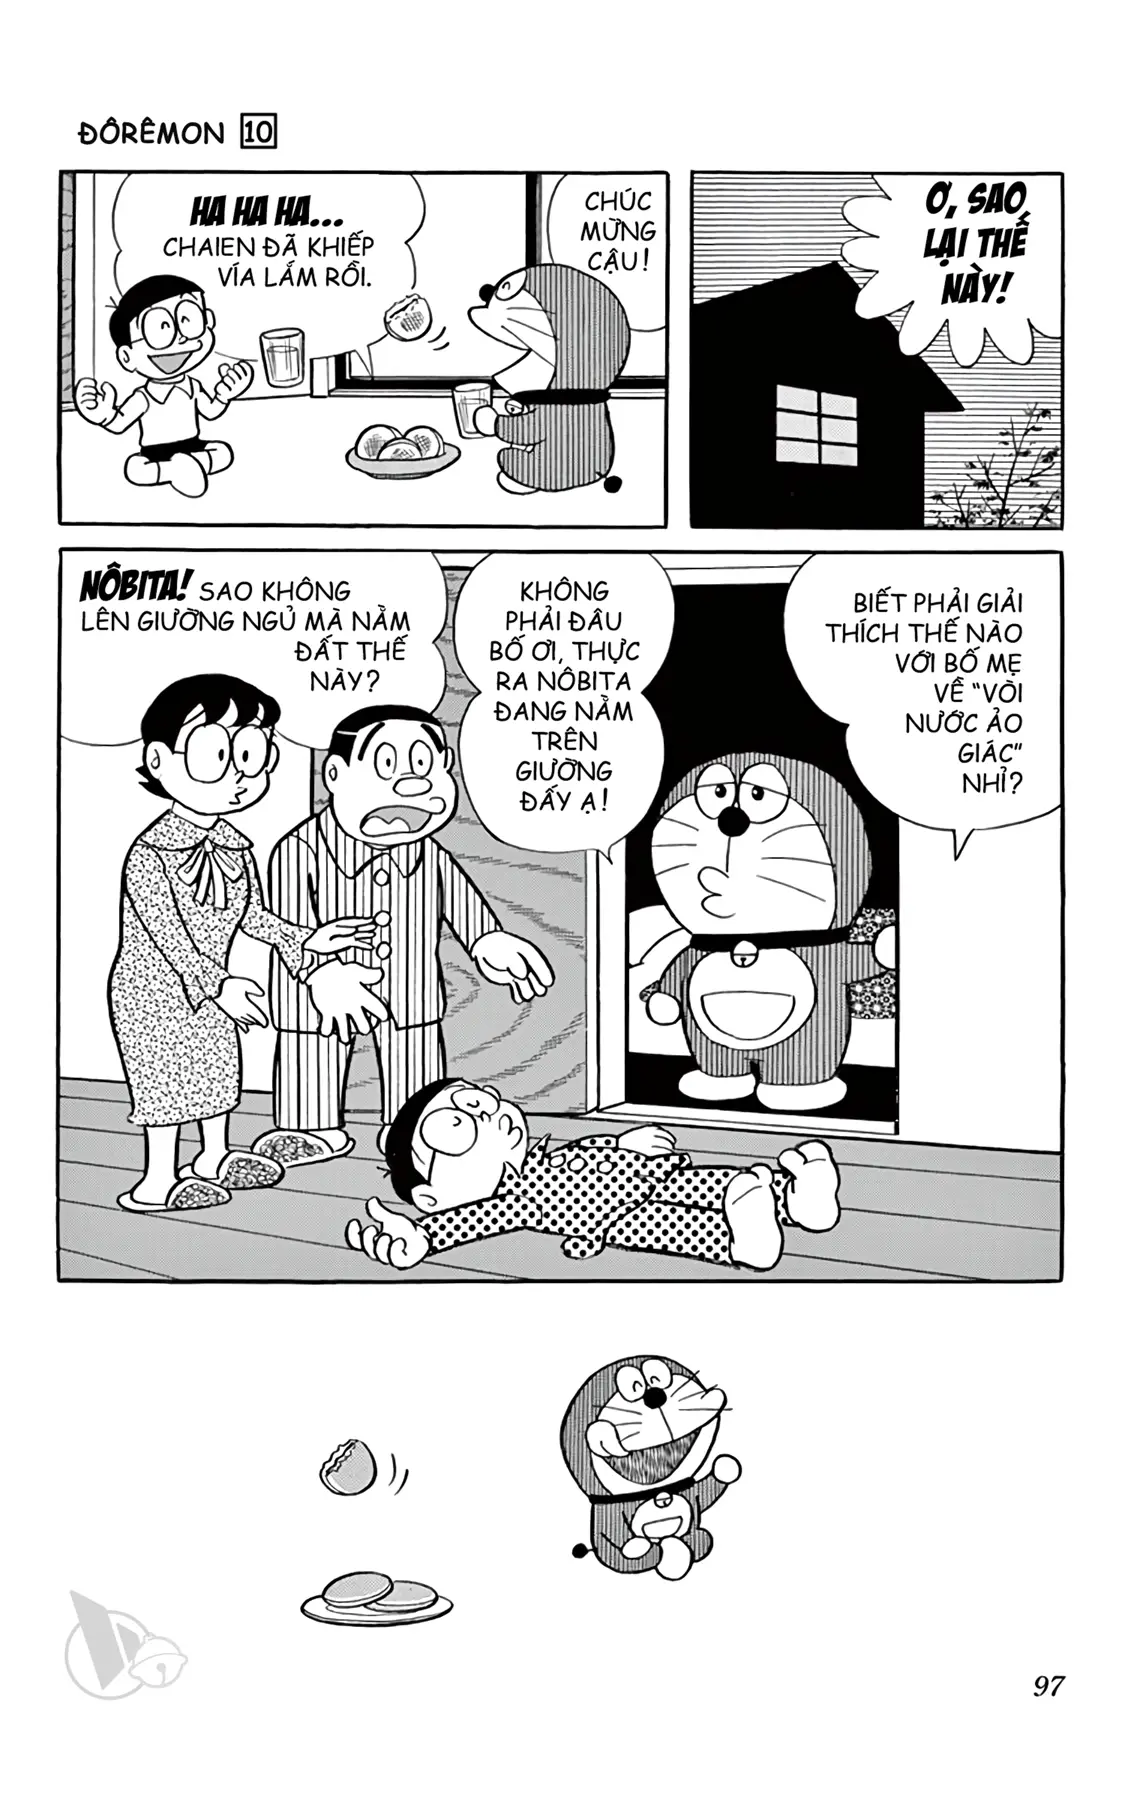 ĐÔRÊMON 10
HA HA HA...
CHAIEN ĐÃ KHIẾP
VÍA LẮM RỒI.
CHÚC
MỪNG
CẬU!
Ơ, SAO
LẠI THẾ
NÀY!
NÔBITA! SAO KHÔNG
LÊN GIƯỜNG NGỦ MÀ NẰM
ĐẤT THẾ
NÀY?
KHÔNG
PHẢI ĐÂU
BỐ ƠI, THỰC
RA NÔBITA
ĐANG NẰM
TRÊN
GIƯỜNG
ĐẤY Ạ!
BIẾT PHẢI GIẢI
THÍCH THẾ NÀO
VỚI BỐ MẸ
VỀ "VÒI
NƯỚC ẢO
GIÁC"
NHỈ?
97